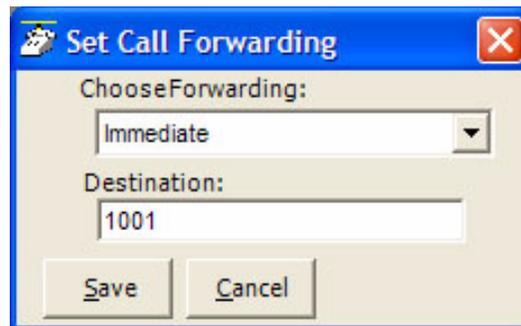 Set Call Forwarding
ChooseForwarding:
Immediate
Destination:
1001
Save Cancel